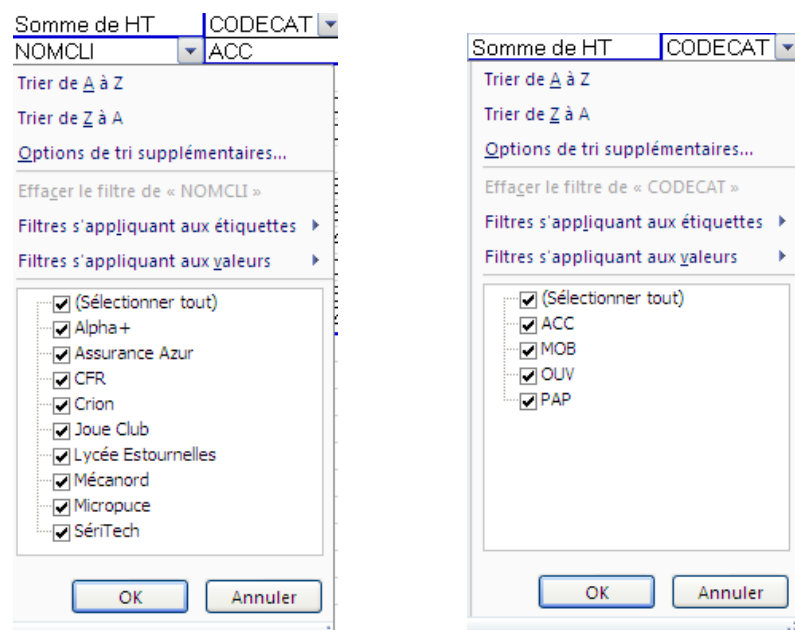 Somme de HT CODECAT
NOMCLI ACC
Trier de A à Z
Trier de Z à A
Options de tri supplémentaires...
Effacer le filtre de « NOMCLI »
Filtres s'appliquant aux étiquettes
Filtres s'appliquant aux valeurs
(Sélectionner tout)
Alpha+
Assurance Azur
CFR
Crion
Joue Club
Lycée Estournelles
Mécanord
Micropuce
SériTech
OK Annuler
Somme de HT CODECAT
Trier de A à Z
Trier de Z à A
Options de tri supplémentaires...
Effacer le filtre de « CODECAT »
Filtres s'appliquant aux étiquettes
Filtres s'appliquant aux valeurs
(Sélectionner tout)
ACC
MOB
OUV
PAP
OK Annuler